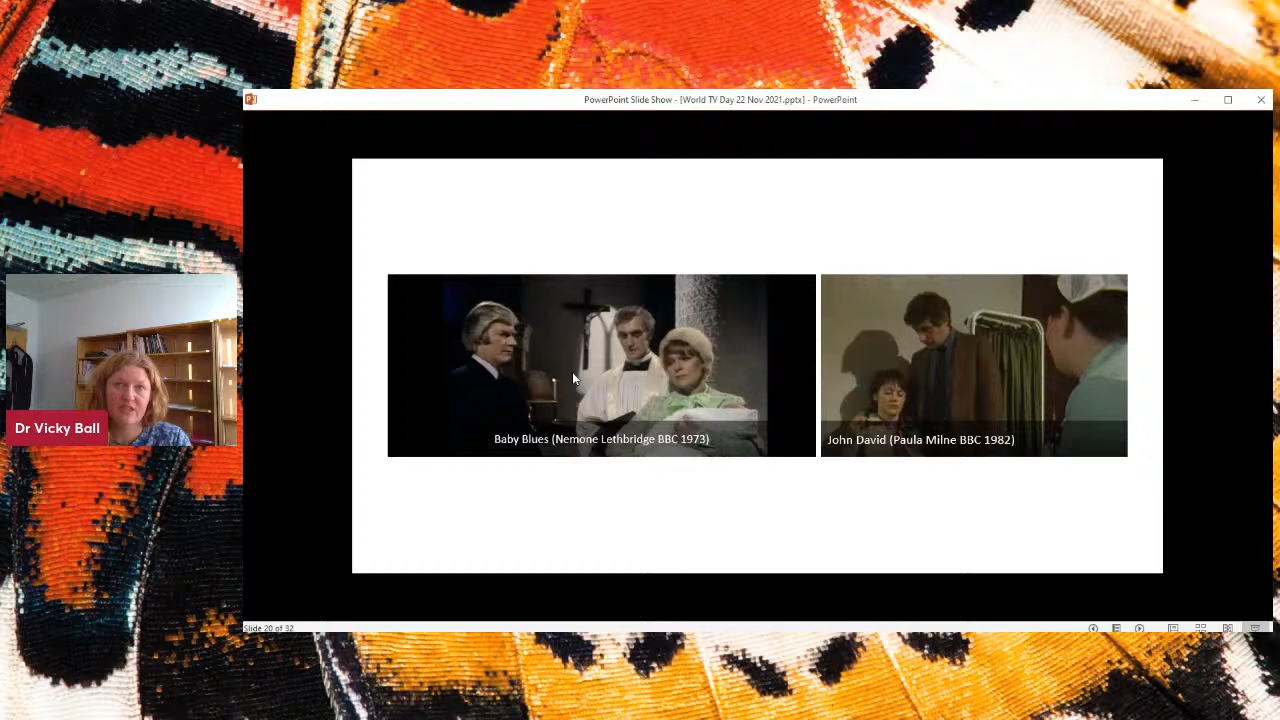 PowerPoint Slide Show - [World TV Day 22 Nov 2021.pptx] - PowerPoint
Dr Vicky Ball
Baby Blues (Nemone Lethbridge BBC 1973)
John David (Paula Milne BBC 1982)
Slide 20 of 32